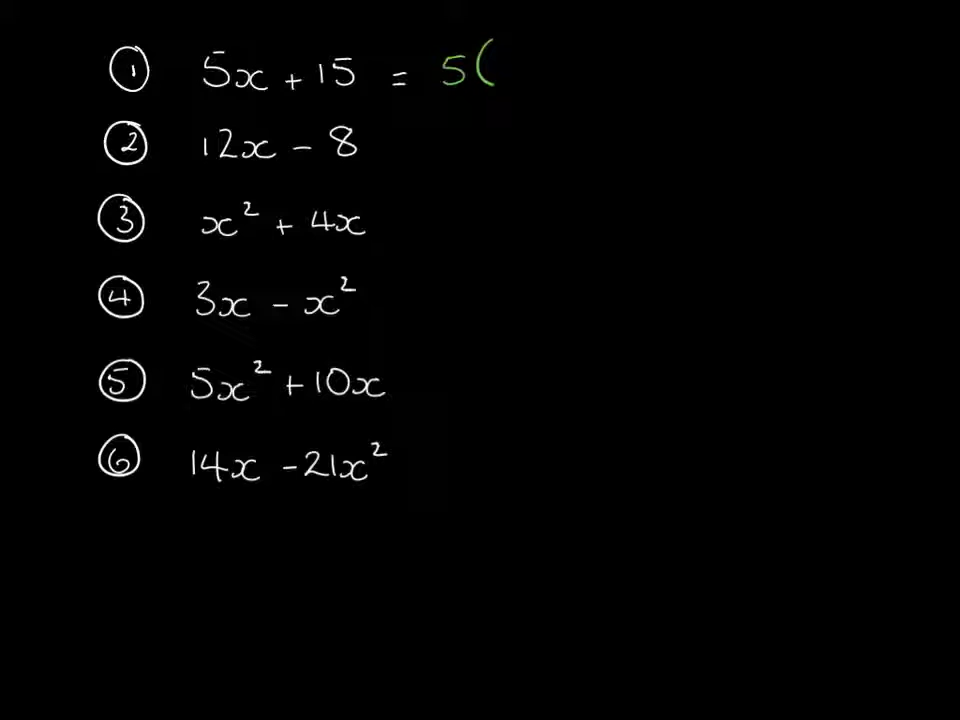 ① 5x + 15 = 5(
② 12x - 8
③ x² + 4x
④ 3x - x²
⑤ 5x² + 10x
⑥ 14x - 21x²